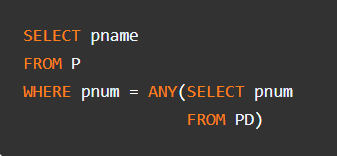 SELECT pname
FROM P
WHERE pnum = ANY(SELECT pnum
FROM PD)